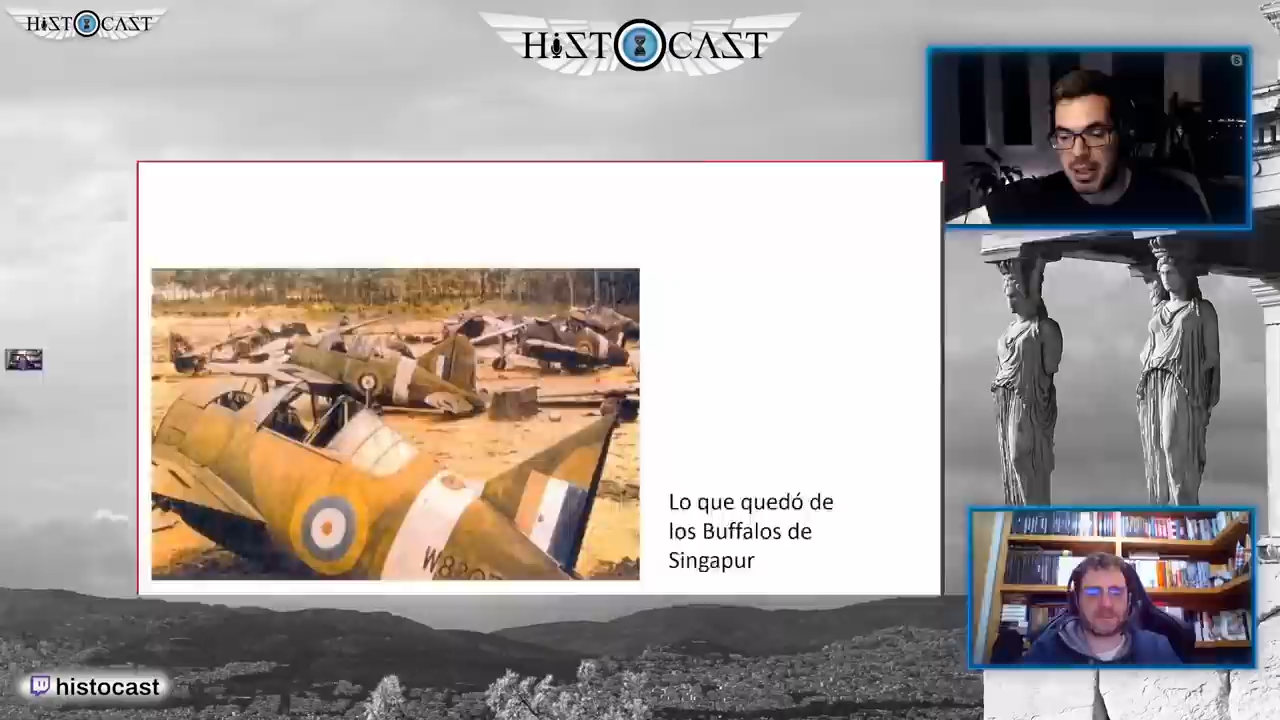 HISTOCAST
HISTOCAST
Lo que quedó de
los Buffalos de
Singapur
histocast